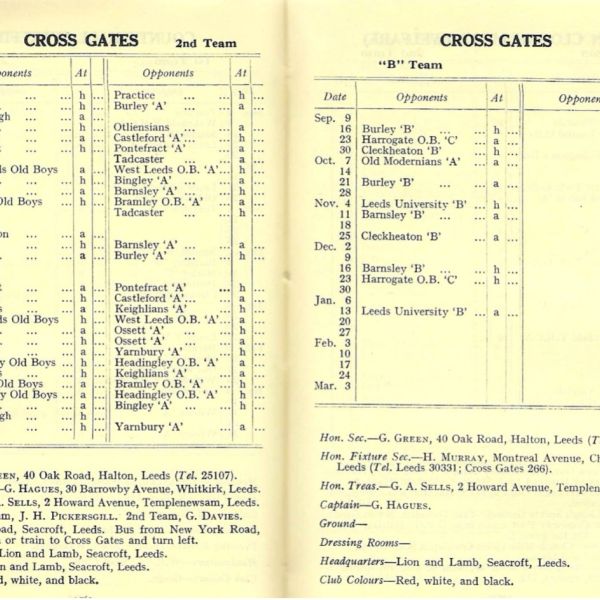 CROSS GATES 2nd Team
Opponents At Opponents At
... ... h ... Practice ... ... h ...
... ... h ... Burley 'A' ... ... a ...
gh ... ... a ...
... ... h ... Otliensians ... ... a ...
... ... a ... Castleford 'A'... ... h ...
... ... h ... Pontefract 'A' ... a ...
Tadcaster ... ... a ...
ds Old Boys a ... West Leeds O.B. 'A'... h ...
... ... h ... Bingley 'A' ... ... a ...
... ... a ... Barnsley 'A' ... ... a ...
Old Boys ... h ... Bramley O.B. 'A' ... h ...
Tadcaster ... ... h ...
on ... a ...
... ... h ... Barnsley 'A' ... ... h ...
... ... a ... Burley 'A' ... ... h ...
... ... a ... Pontefract 'A' ... h ...
... ... h ... Castleford 'A'... ... a ...
... ... a ... Keighlians 'A' ... h ...
ds Old Boys h ... West Leeds O.B. 'A'... a ...
... ... a ... Ossett 'A' ... ... h ...
... ... h ... Ossett 'A' ... ... a ...
... ... a ... Yarnbury 'A' ... h ...
y Old Boys ... h ... Headingley O.B. 'A' a ...
... ... h ... Keighlians 'A' ... a ...
Old Boys ... a ... Bramley O.B. 'A' ... a ...
y Old Boys ... a ... Headingley O.B. 'A' h ...
... ... a ... Bingley 'A' ... ... h ...
gh ... ... h ...
... ... h ... Yarnbury 'A' ... a ...
EEN, 40 Oak Road, Halton, Leeds (Tel. 25107).
—G. HAGUES, 30 Barrowby Avenue, Whitkirk, Leeds.
A. SELLS, 2 Howard Avenue, Templenewsam, Leeds.
am, J. H. PICKERSGILL. 2nd Team, G. DAVIES.
oad, Seacroft, Leeds. Bus from New York Road,
n or train to Cross Gates and turn left.
Lion and Lamb, Seacroft, Leeds.
n and Lamb, Seacroft, Leeds.
d, white, and black.
CROSS GATES
"B" Team
Date Opponents At Opponen
Sep. 9
16 Burley 'B' ... ... h ...
23 Harrogate O.B. 'C' ... a ...
30 Cleckheaton 'B' ... h ...
Oct. 7 Old Modernians 'A' ... a ...
14
21 Burley 'B' ... ... a ...
28
Nov. 4 Leeds University 'B' ... h ...
11 Barnsley 'B' ... ... a ...
18
25 Cleckheaton 'B' ... a ...
Dec. 2
9
16 Barnsley 'B' ... ... h ...
23 Harrogate O.B. 'C' ... h ...
30
Jan. 6
13 Leeds University 'B' ... a ...
20
27
Feb. 3
10
17
24
Mar. 3
Hon. Sec.—G. GREEN, 40 Oak Road, Halton, Leeds (T
Hon. Fixture Sec.—H. MURRAY, Montreal Avenue, Ch
Leeds (Tel. Leeds 30331; Cross Gates 266).
Hon. Treas.—G. A. SELLS, 2 Howard Avenue, Templen
Captain—G. HAGUES.
Ground—
Dressing Rooms—
Headquarters—Lion and Lamb, Seacroft, Leeds.
Club Colours—Red, white, and black.